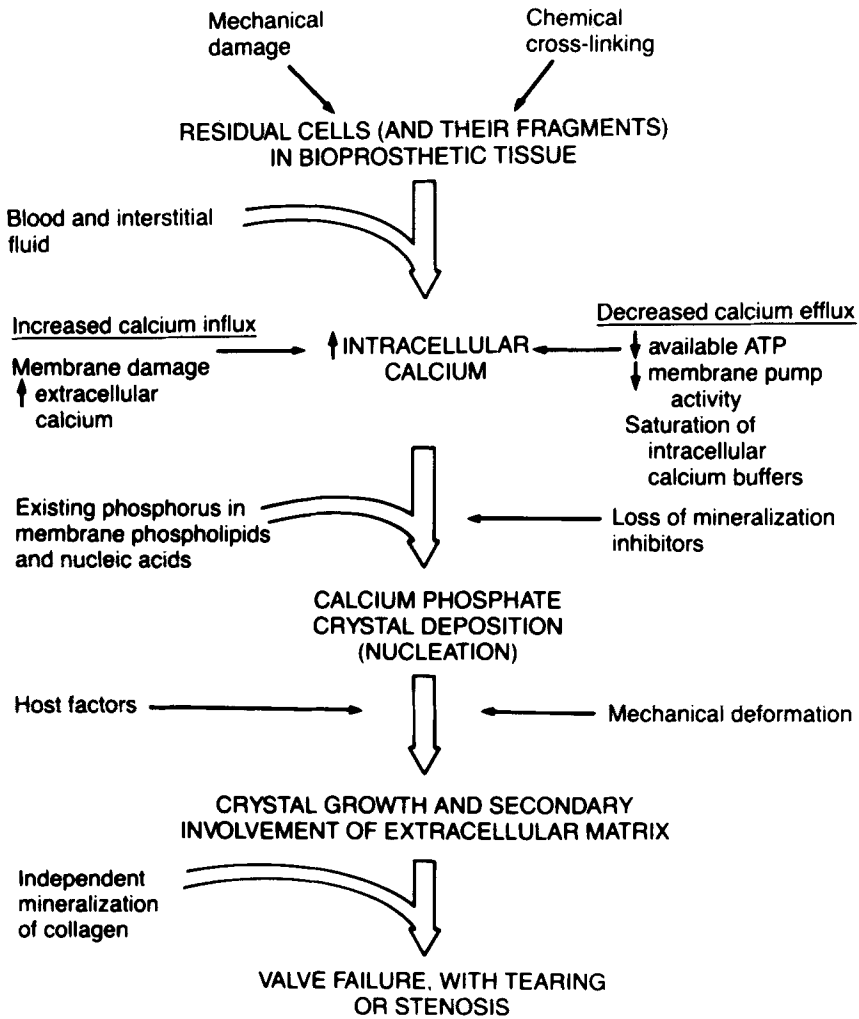 Mechanical
damage
Chemical
cross-linking
RESIDUAL CELLS (AND THEIR FRAGMENTS)
IN BIOPROSTHETIC TISSUE
Blood and interstitial
fluid
Increased calcium influx
Membrane damage
↑ extracellular
calcium
↑ INTRACELLULAR
CALCIUM
Decreased calcium efflux
↓ available ATP
↓ membrane pump
activity
Saturation of
intracellular
calcium buffers
Existing phosphorus in
membrane phospholipids
and nucleic acids
Loss of mineralization
inhibitors
CALCIUM PHOSPHATE
CRYSTAL DEPOSITION
(NUCLEATION)
Host factors
Mechanical deformation
CRYSTAL GROWTH AND SECONDARY
INVOLVEMENT OF EXTRACELLULAR MATRIX
Independent
mineralization
of collagen
VALVE FAILURE, WITH TEARING
OR STENOSIS